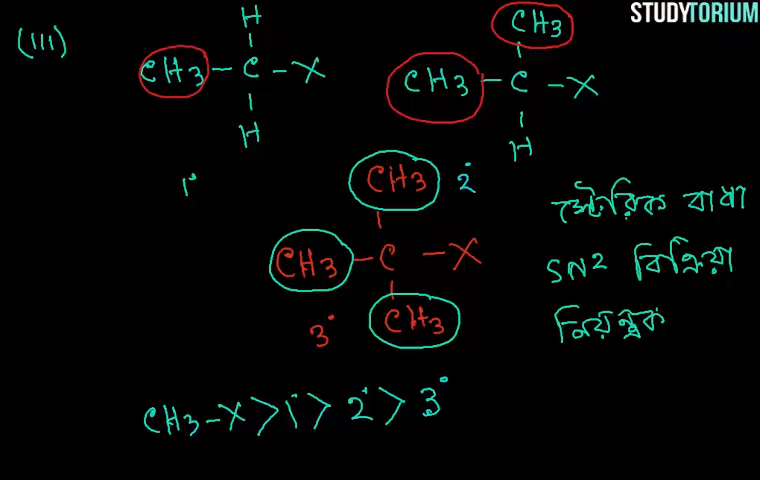 STUDYTORIUM
(III)
H
CH3 - C - X
H
1°
CH3
CH3 - C - X
H
2°
CH3
CH3 - C - X
CH3
3°
স্টেরিক বাধা
SN² বিক্রিয়া
নিয়ন্ত্রক
CH3-X > 1° > 2° > 3°